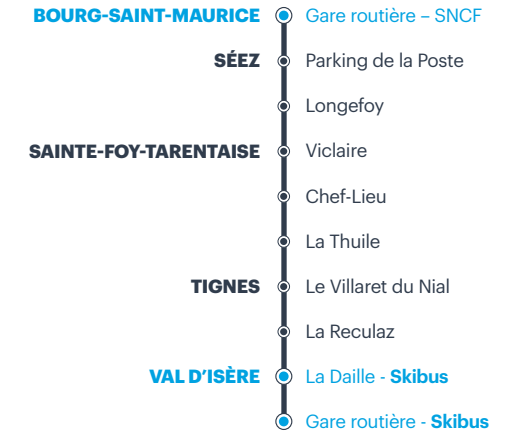 BOURG-SAINT-MAURICE Gare routière – SNCF
SÉEZ Parking de la Poste
Longefoy
SAINTE-FOY-TARENTAISE Viclaire
Chef-Lieu
La Thuile
TIGNES Le Villaret du Nial
La Reculaz
VAL D'ISÈRE La Daille - Skibus
Gare routière - Skibus